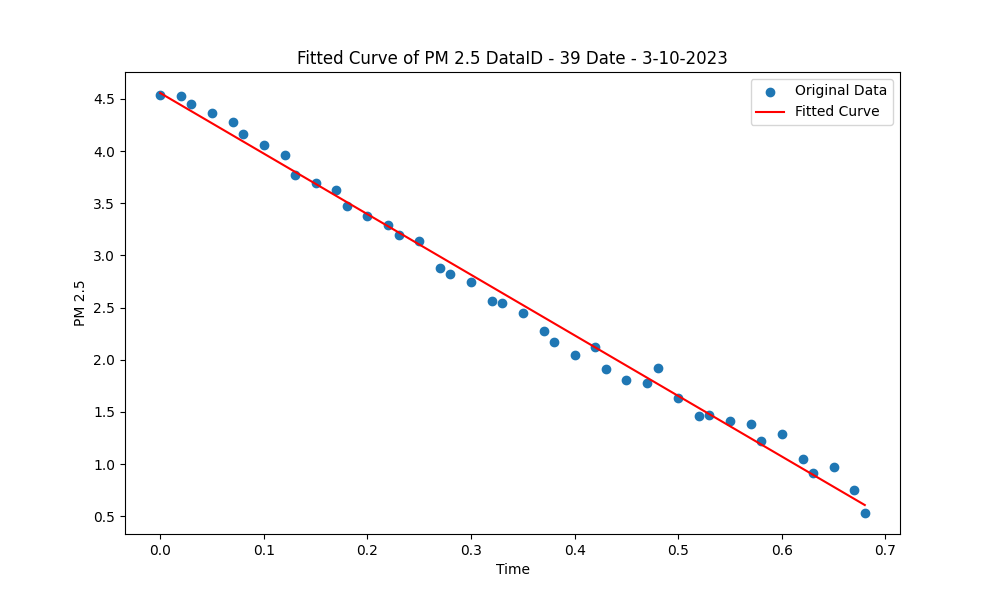 Fitted Curve of PM 2.5 DataID - 39 Date - 3-10-2023
Original Data
Fitted Curve
PM 2.5
4.5
4.0
3.5
3.0
2.5
2.0
1.5
1.0
0.5
0.0 0.1 0.2 0.3 0.4 0.5 0.6 0.7
Time